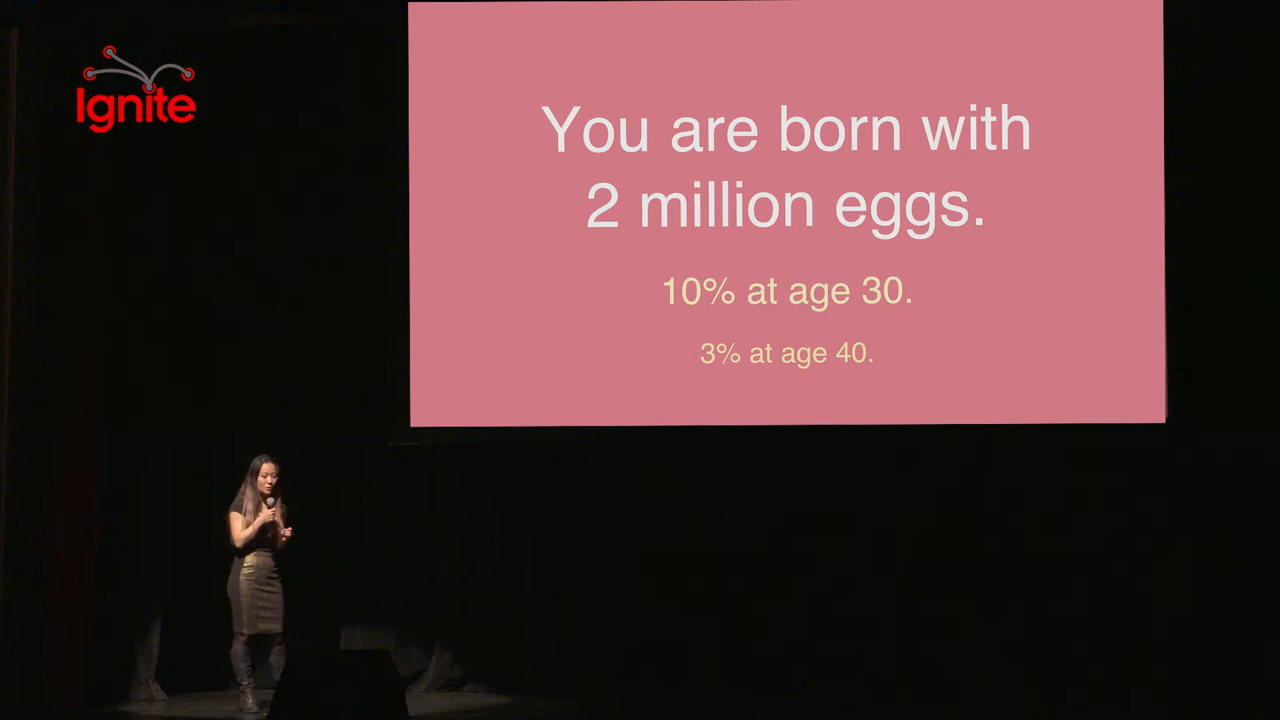 Ignite
You are born with
2 million eggs.
10% at age 30.
3% at age 40.